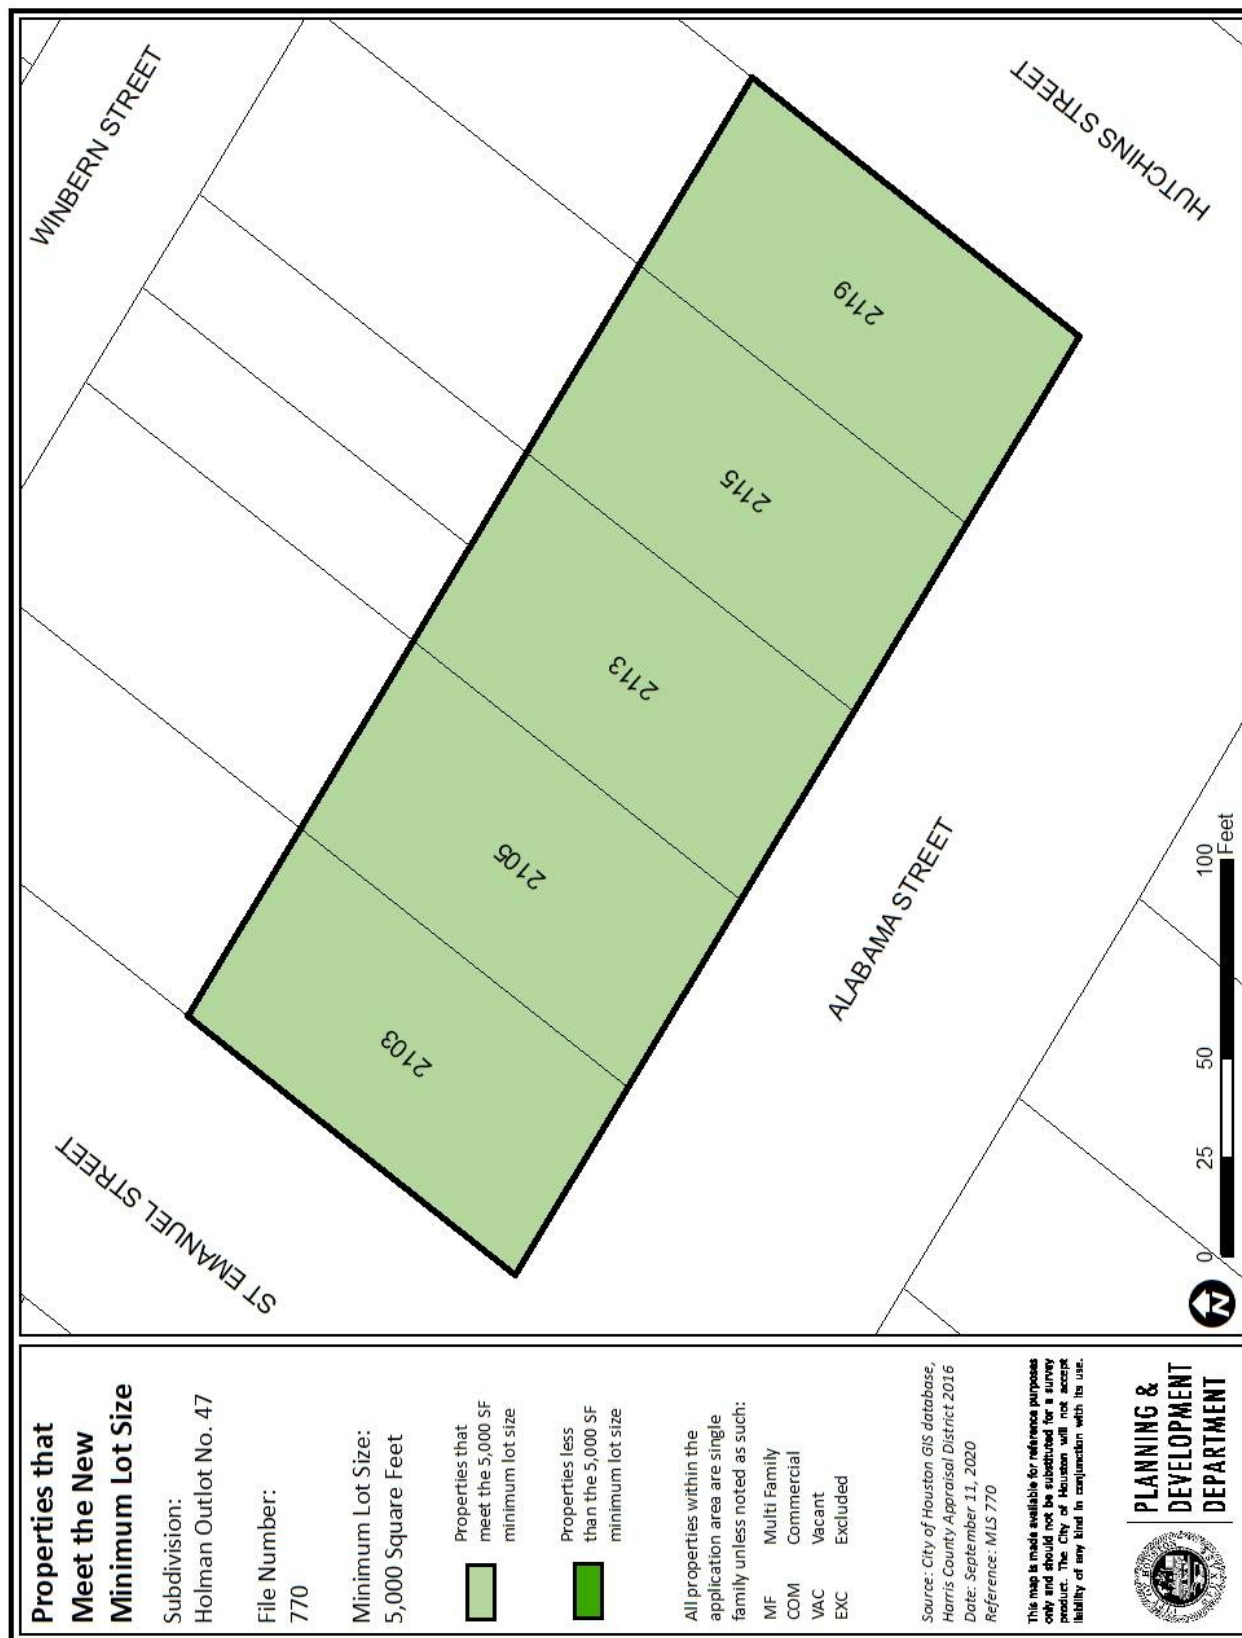 Properties that
Meet the New
Minimum Lot Size
Subdivision:
Holman Outlot No. 47
File Number:
770
Minimum Lot Size:
5,000 Square Feet
Properties that
meet the 5,000 SF
minimum lot size
Properties less
than the 5,000 SF
minimum lot size
All properties within the
application area are single
family unless noted as such:
MF Multi Family
COM Commercial
VAC Vacant
EXC Excluded
Source: City of Houston GIS database,
Harris County Appraisal District 2016
Date: September 11, 2020
Reference: MLS 770
This map is made available for reference purposes
only and should not be substituted for a survey
product. The City of Houston will not accept
liability of any kind in conjunction with its use.
PLANNING &
DEVELOPMENT
DEPARTMENT
WINBERN STREET
ST EMANUEL STREET
HUTCHINS STREET
2103
2105
2113
2115
2119
ALABAMA STREET
N
0 25 50 100
Feet